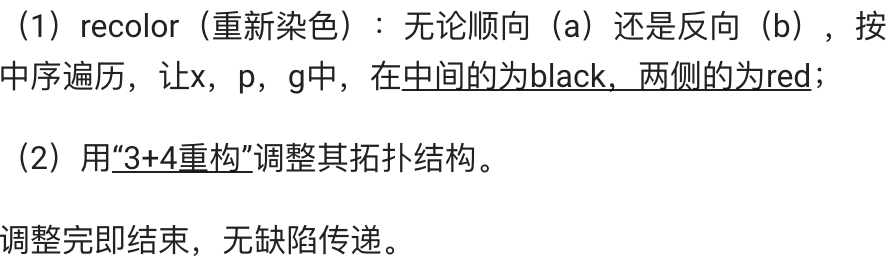 （1）recolor（重新染色）：无论顺向（a）还是反向（b），按
中序遍历，让x，p，g中，在中间的为black，两侧的为red；
（2）用“3+4重构”调整其拓扑结构。
调整完即结束，无缺陷传递。